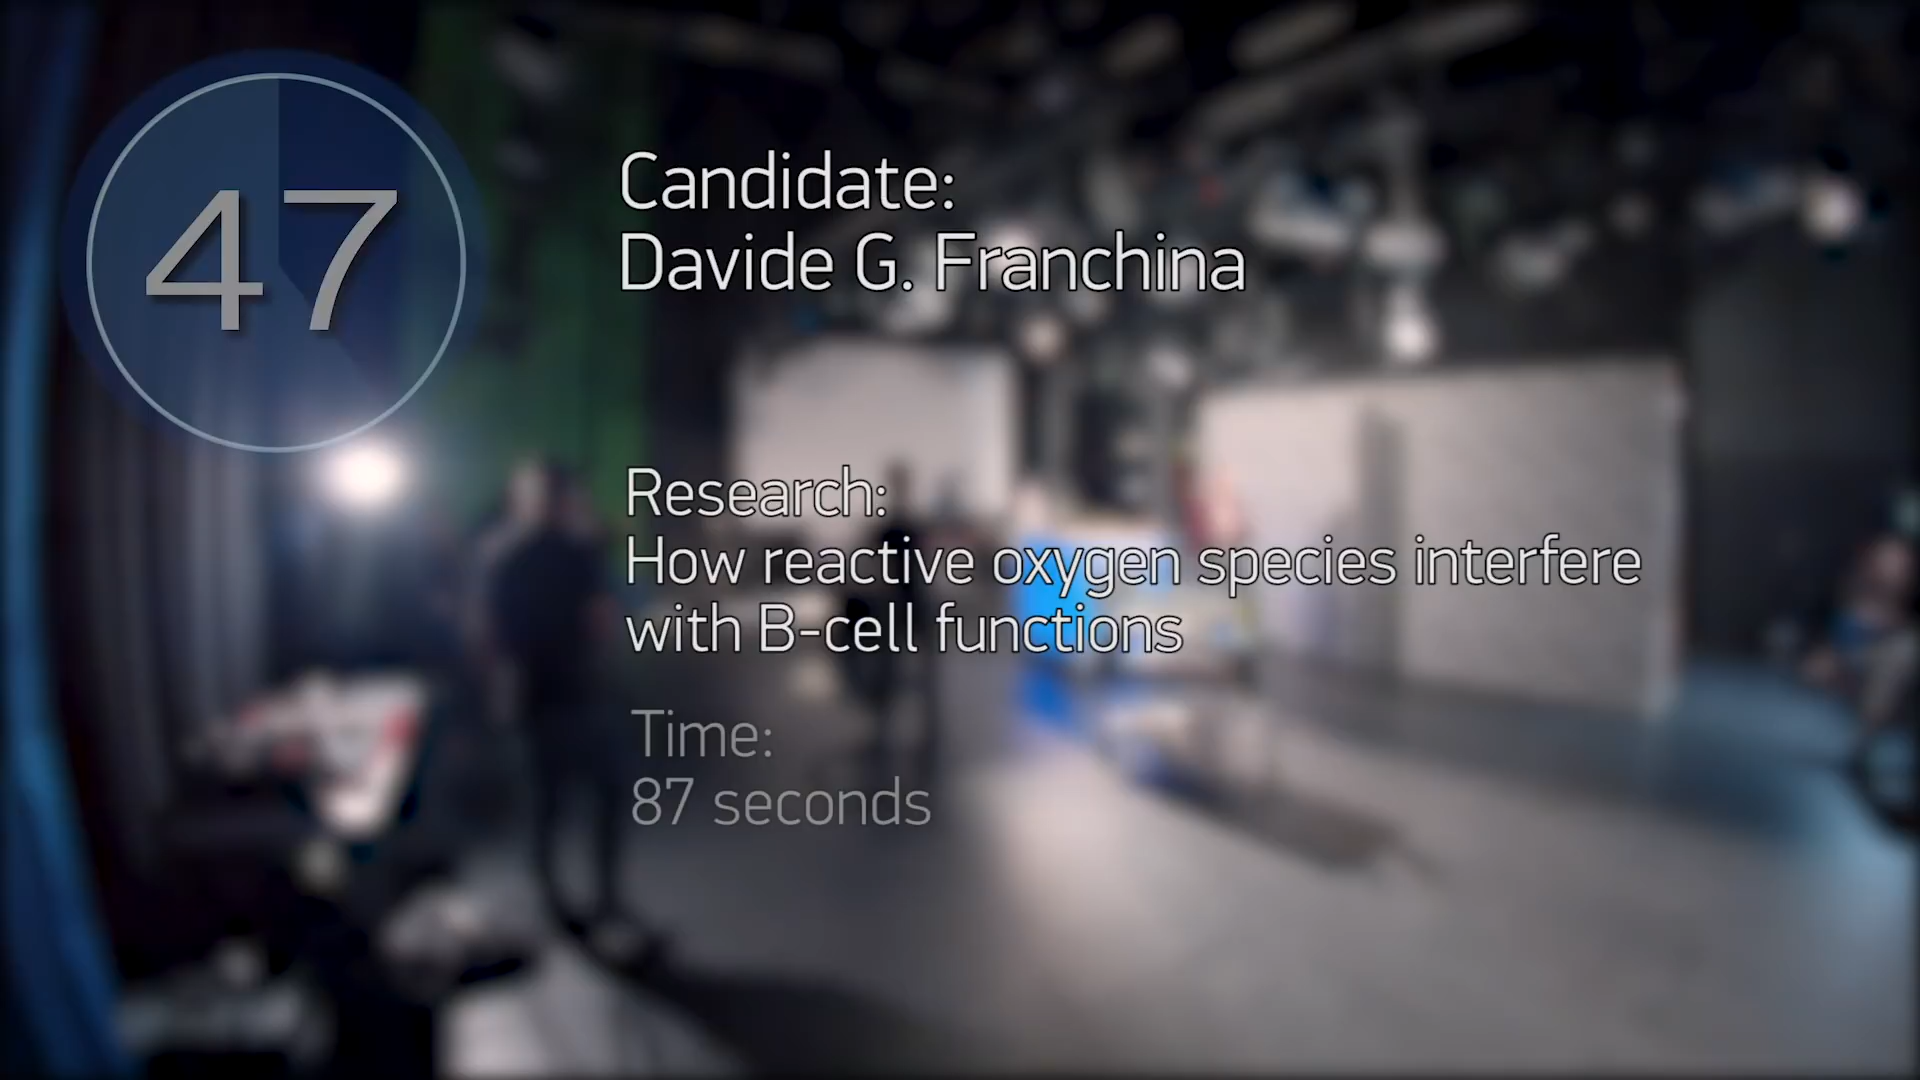 47
Candidate:
Davide G. Franchina
Research:
How reactive oxygen species interfere
with B-cell functions
Time:
87 seconds